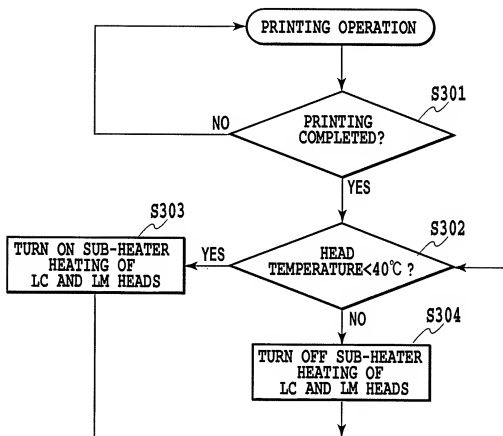 PRINTING OPERATION
S301
PRINTING
COMPLETED?
NO
YES
S303
S302
TURN ON SUB-HEATER
HEATING OF
LC AND LM HEADS
YES
HEAD
TEMPERATURE<40℃ ?
NO
S304
TURN OFF SUB-HEATER
HEATING OF
LC AND LM HEADS